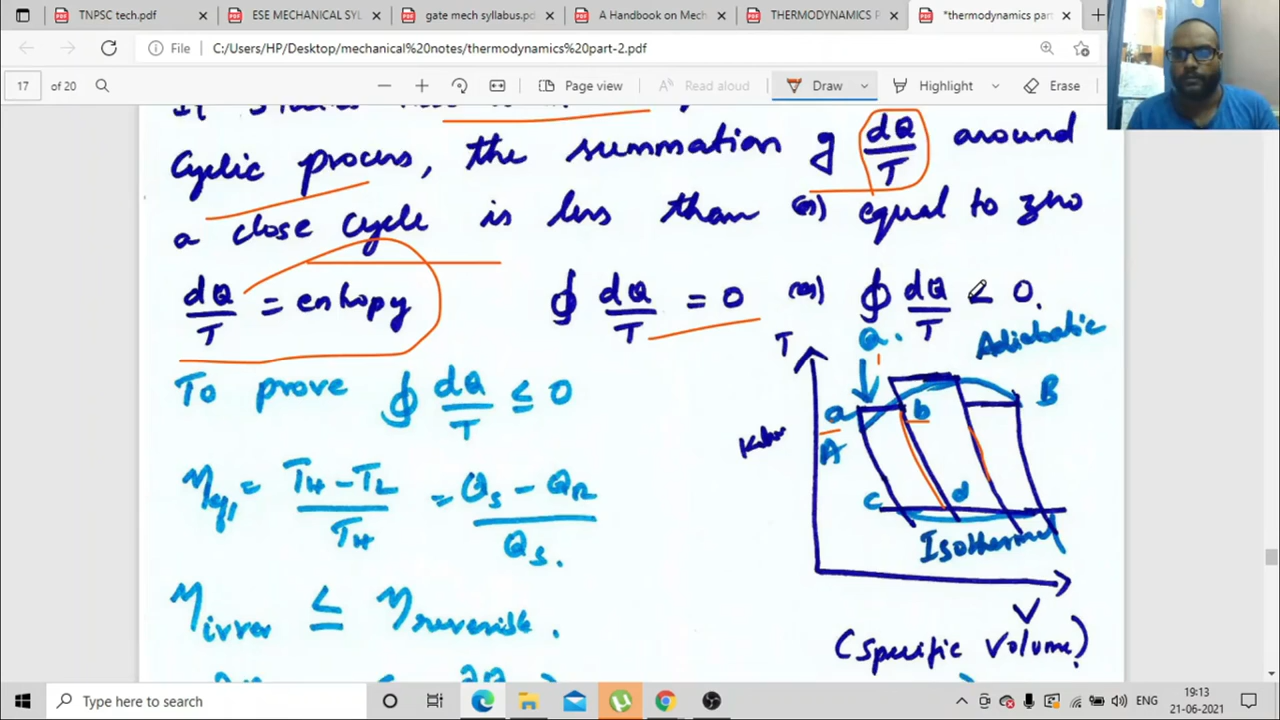 TNPSC tech.pdf
ESE MECHANICAL SYL
gate mech syllabus.pd
A Handbook on Mech
THERMODYNAMICS P
*thermodynamics par
File
C:/Users/HP/Desktop/mechanical%20notes/thermodynamics%20part-2.pdf
17 of 20
Page view
Read aloud
Draw
Highlight
Erase
cyclic process, the summation of dQ/T around
a close cycle is less than (or) equal to zero
dQ/T = entropy ∮ dQ/T = 0 (or) ∮ dQ/T < 0.
To prove ∮ dQ/T ≤ 0
T
Q.
Adiabatic
a b B
A
c d
Isothermal
V
(specific volume)
= TH - TL / TH = QS - QR / QS.
ηirrev ≤ ηreversible.
Type here to search
ENG
19:13
21-06-2021